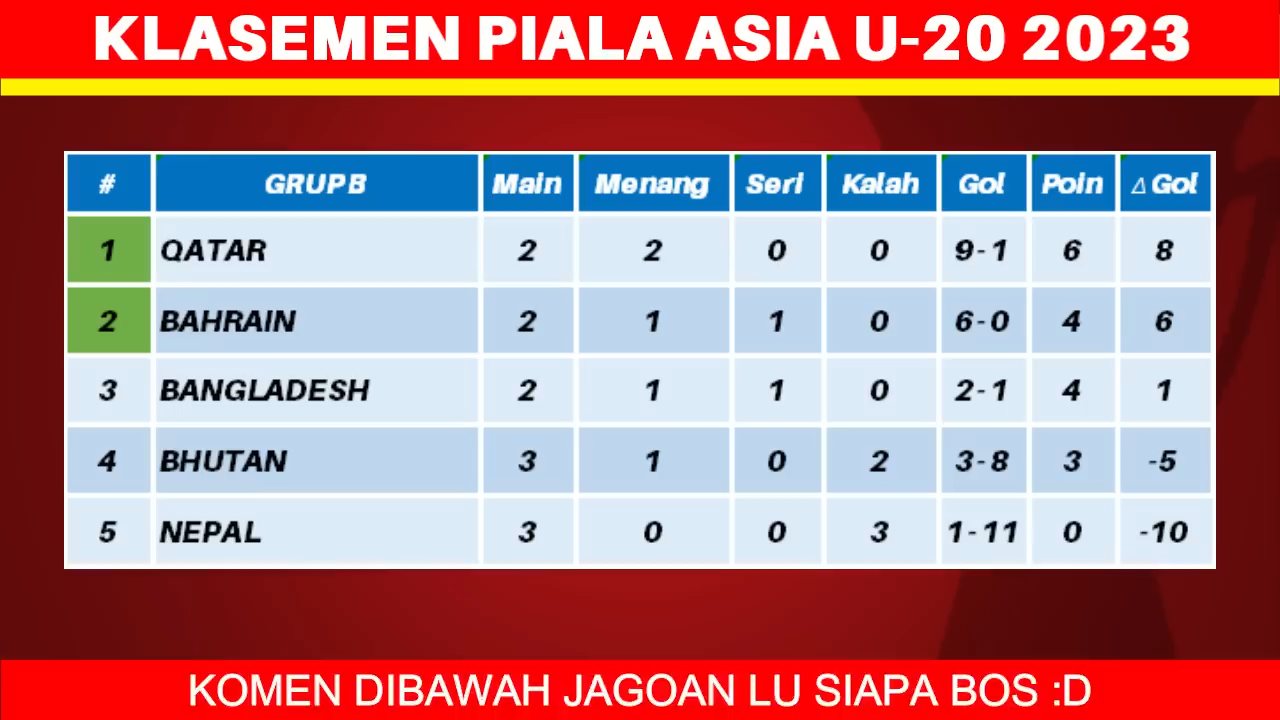 KLASEMEN PIALA ASIA U-20 2023
# GRUP B Main Menang Seri Kalah Gol Poin Δ Gol
1 QATAR 2 2 0 0 9-1 6 8
2 BAHRAIN 2 1 1 0 6-0 4 6
3 BANGLADESH 2 1 1 0 2-1 4 1
4 BHUTAN 3 1 0 2 3-8 3 -5
5 NEPAL 3 0 0 3 1-11 0 -10
KOMEN DIBAWAH JAGOAN LU SIAPA BOS :D